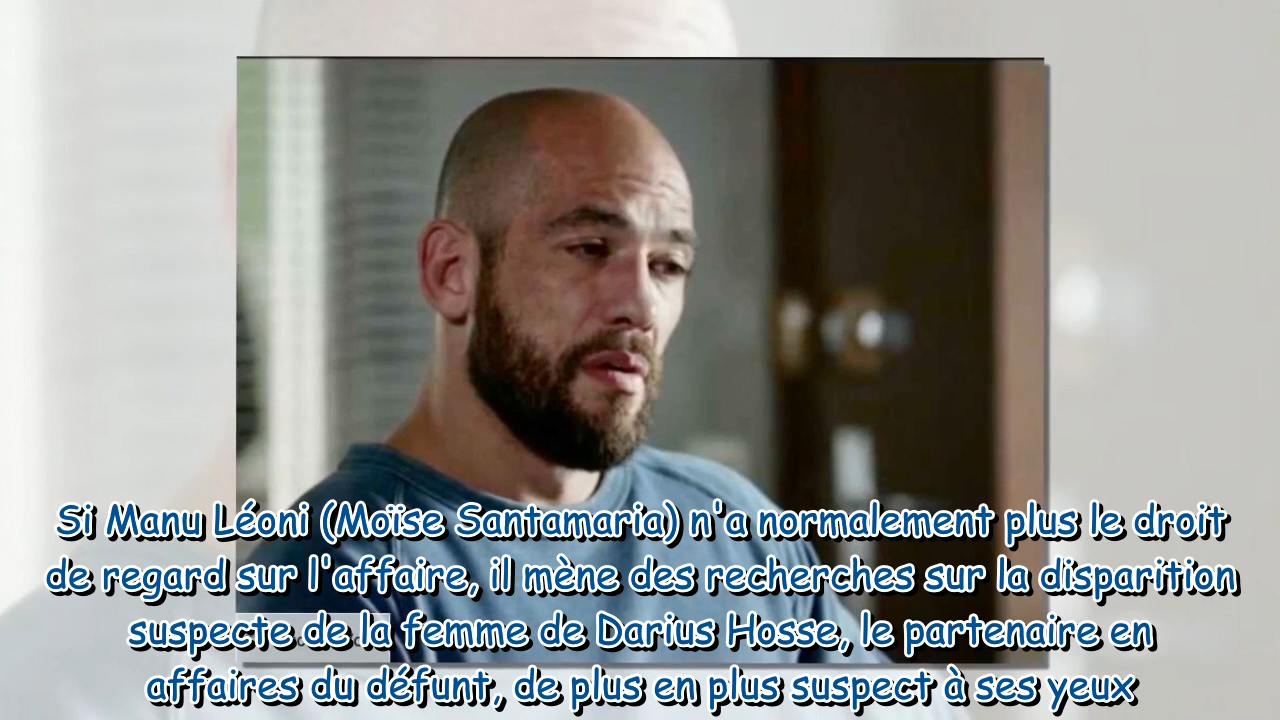 Si Manu Léoni (Moïse Santamaria) n'a normalement plus le droit
de regard sur l'affaire, il mène des recherches sur la disparition
suspecte de la femme de Darius Hosse, le partenaire en
affaires du défunt, de plus en plus suspect à ses yeux